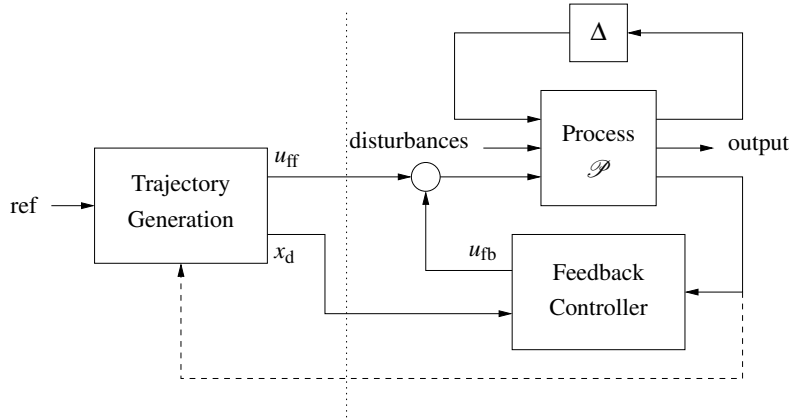 Δ
disturbances
Process
𝒫
output
ref
Trajectory
Generation
u_ff
x_d
u_fb
Feedback
Controller